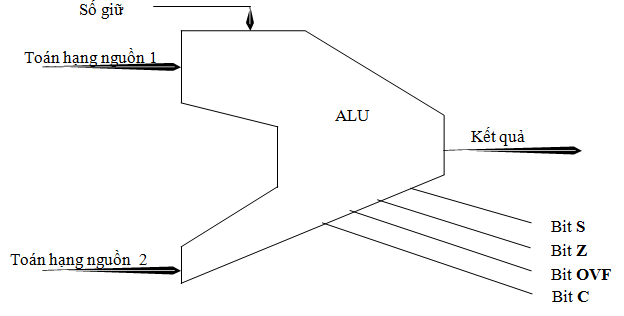 Số giữ
Toán hạng nguồn 1
ALU
Kết quả
Toán hạng nguồn 2
Bit S
Bit Z
Bit OVF
Bit C